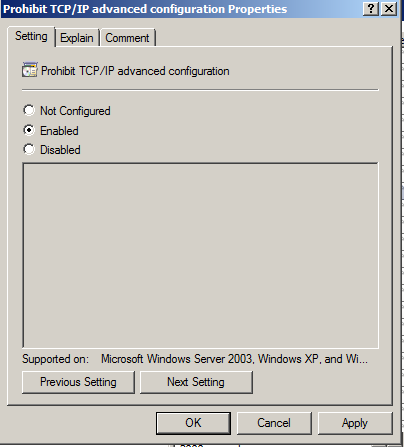 Prohibit TCP/IP advanced configuration Properties
Setting Explain Comment
Prohibit TCP/IP advanced configuration
Not Configured
Enabled
Disabled
Supported on: Microsoft Windows Server 2003, Windows XP, and Wi...
Previous Setting Next Setting
OK Cancel Apply